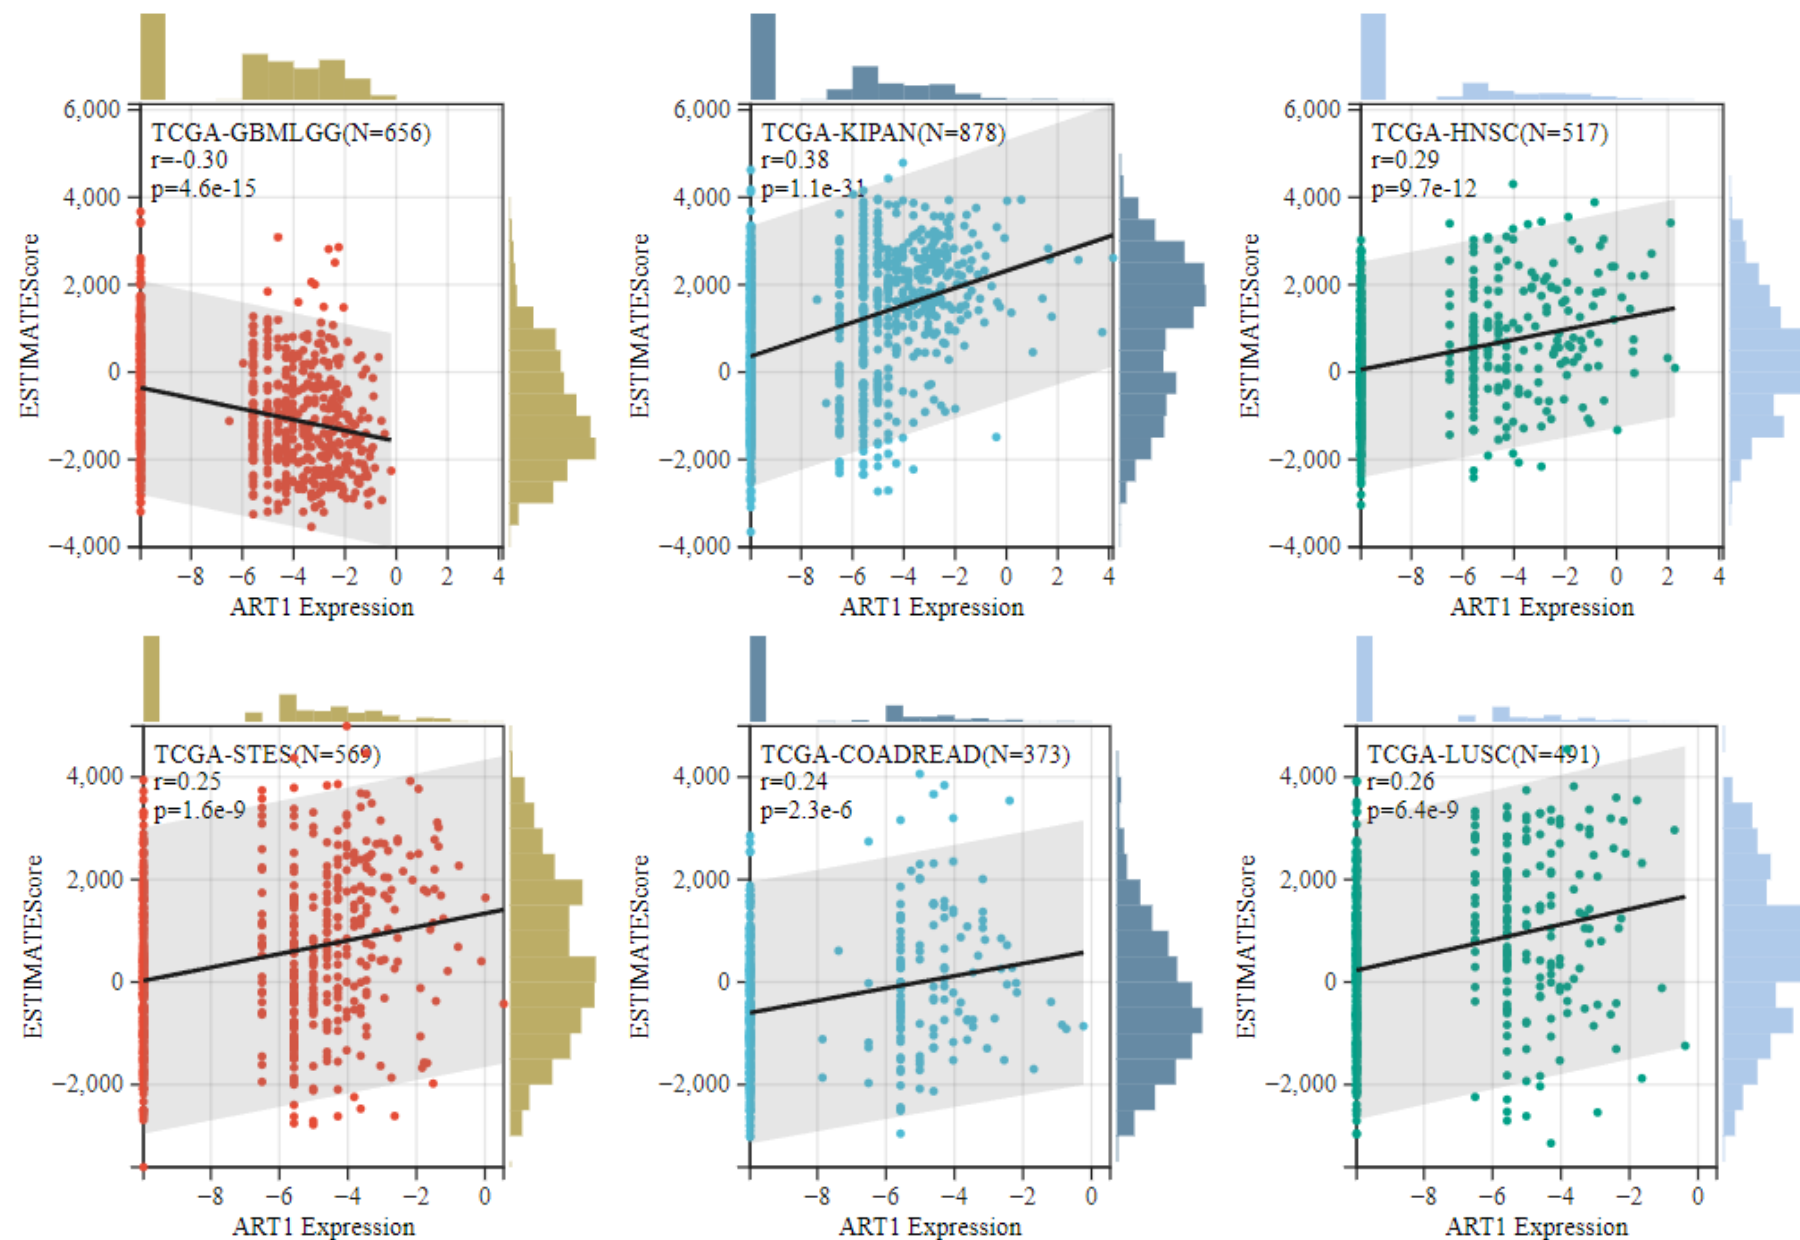 6,000
4,000
2,000
0
−2,000
−4,000
ESTIMATEScore
TCGA-GBMLGG(N=656)
r=-0.30
p=4.6e-15
−8 −6 −4 −2 0 2 4
ART1 Expression
6,000
4,000
2,000
0
−2,000
−4,000
ESTIMATEScore
TCGA-KIPAN(N=878)
r=0.38
p=1.1e-31
−8 −6 −4 −2 0 2 4
ART1 Expression
6,000
4,000
2,000
0
−2,000
−4,000
ESTIMATEScore
TCGA-HNSC(N=517)
r=0.29
p=9.7e-12
−8 −6 −4 −2 0 2 4
ART1 Expression
4,000
2,000
0
−2,000
ESTIMATEScore
TCGA-STES(N=569)
r=0.25
p=1.6e-9
−8 −6 −4 −2 0
ART1 Expression
4,000
2,000
0
−2,000
ESTIMATEScore
TCGA-COADREAD(N=373)
r=0.24
p=2.3e-6
−8 −6 −4 −2 0
ART1 Expression
4,000
2,000
0
−2,000
ESTIMATEScore
TCGA-LUSC(N=491)
r=0.26
p=6.4e-9
−8 −6 −4 −2 0
ART1 Expression